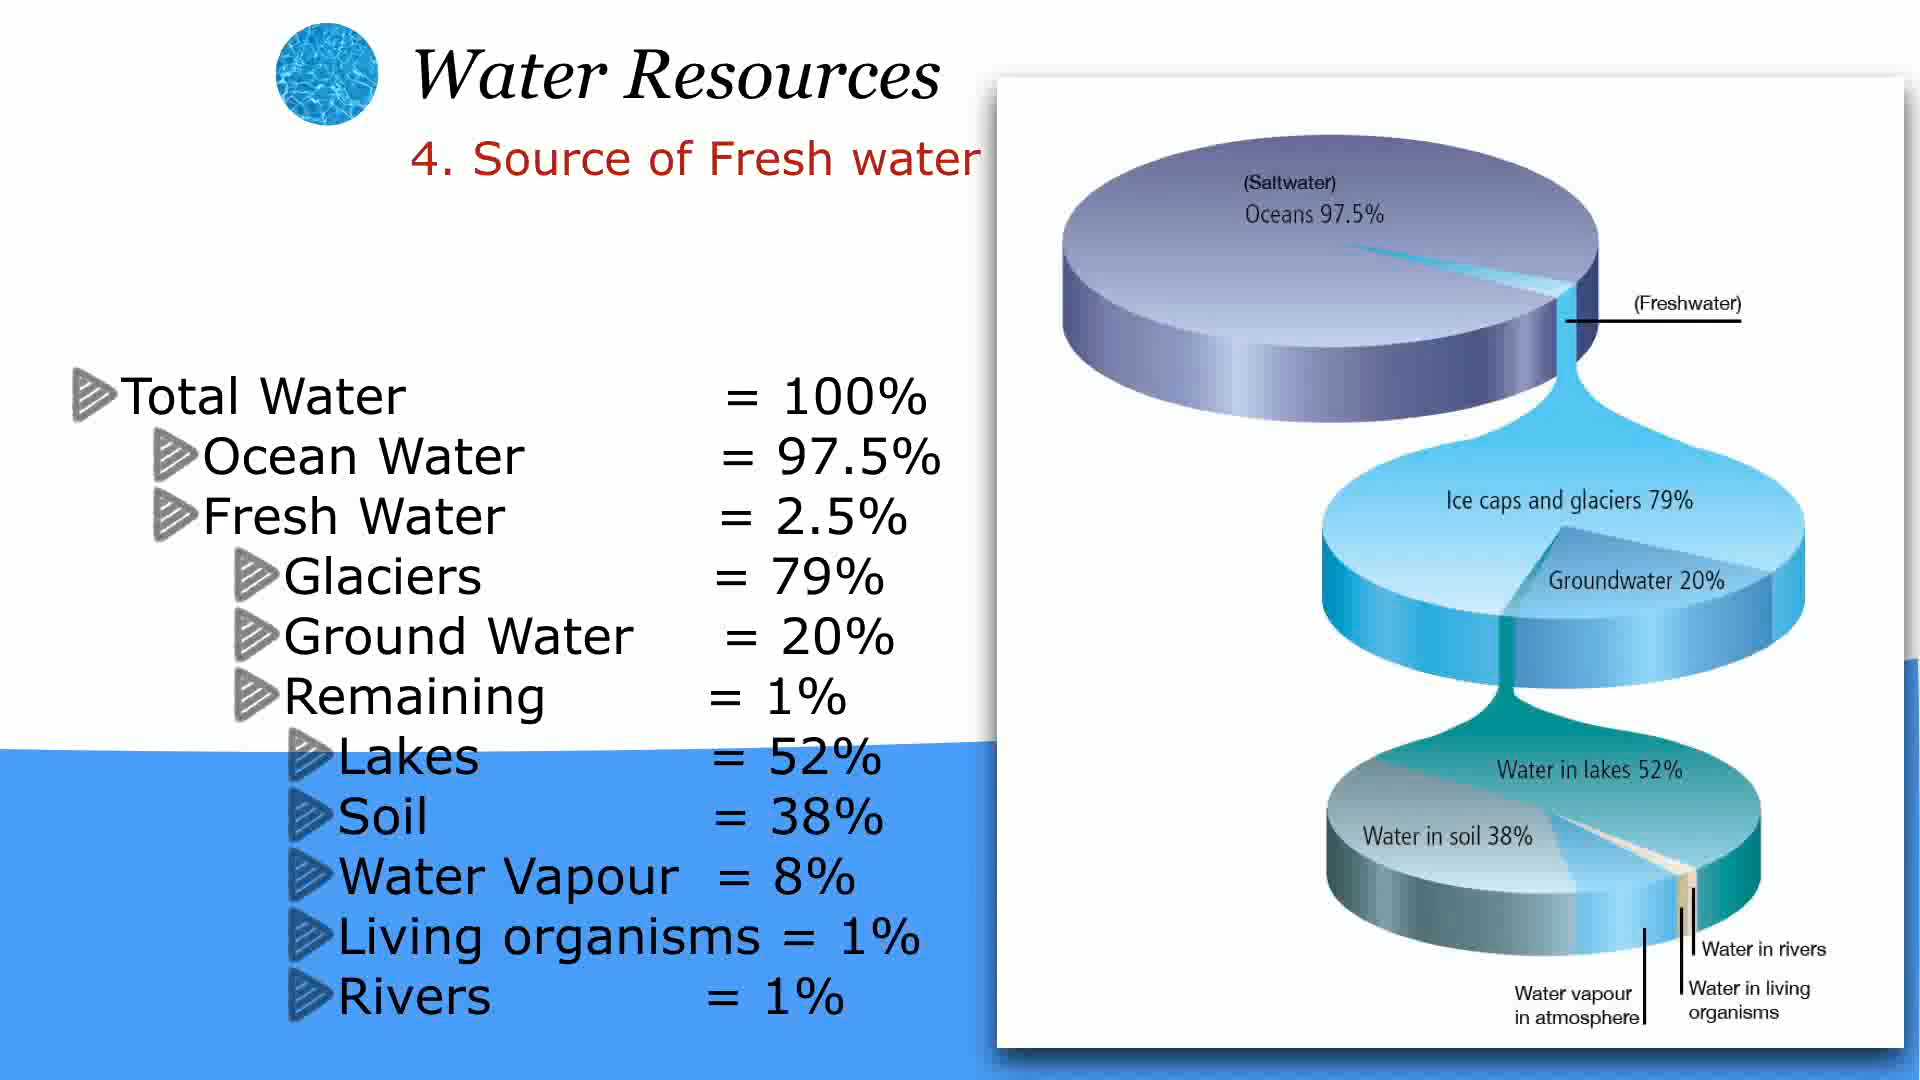 Water Resources
4. Source of Fresh water
Total Water = 100%
Ocean Water = 97.5%
Fresh Water = 2.5%
Glaciers = 79%
Ground Water = 20%
Remaining = 1%
Lakes = 52%
Soil = 38%
Water Vapour = 8%
Living organisms = 1%
Rivers = 1%
(Saltwater)
Oceans 97.5%
(Freshwater)
Ice caps and glaciers 79%
Groundwater 20%
Water in lakes 52%
Water in soil 38%
Water in rivers
Water in living
organisms
Water vapour
in atmosphere